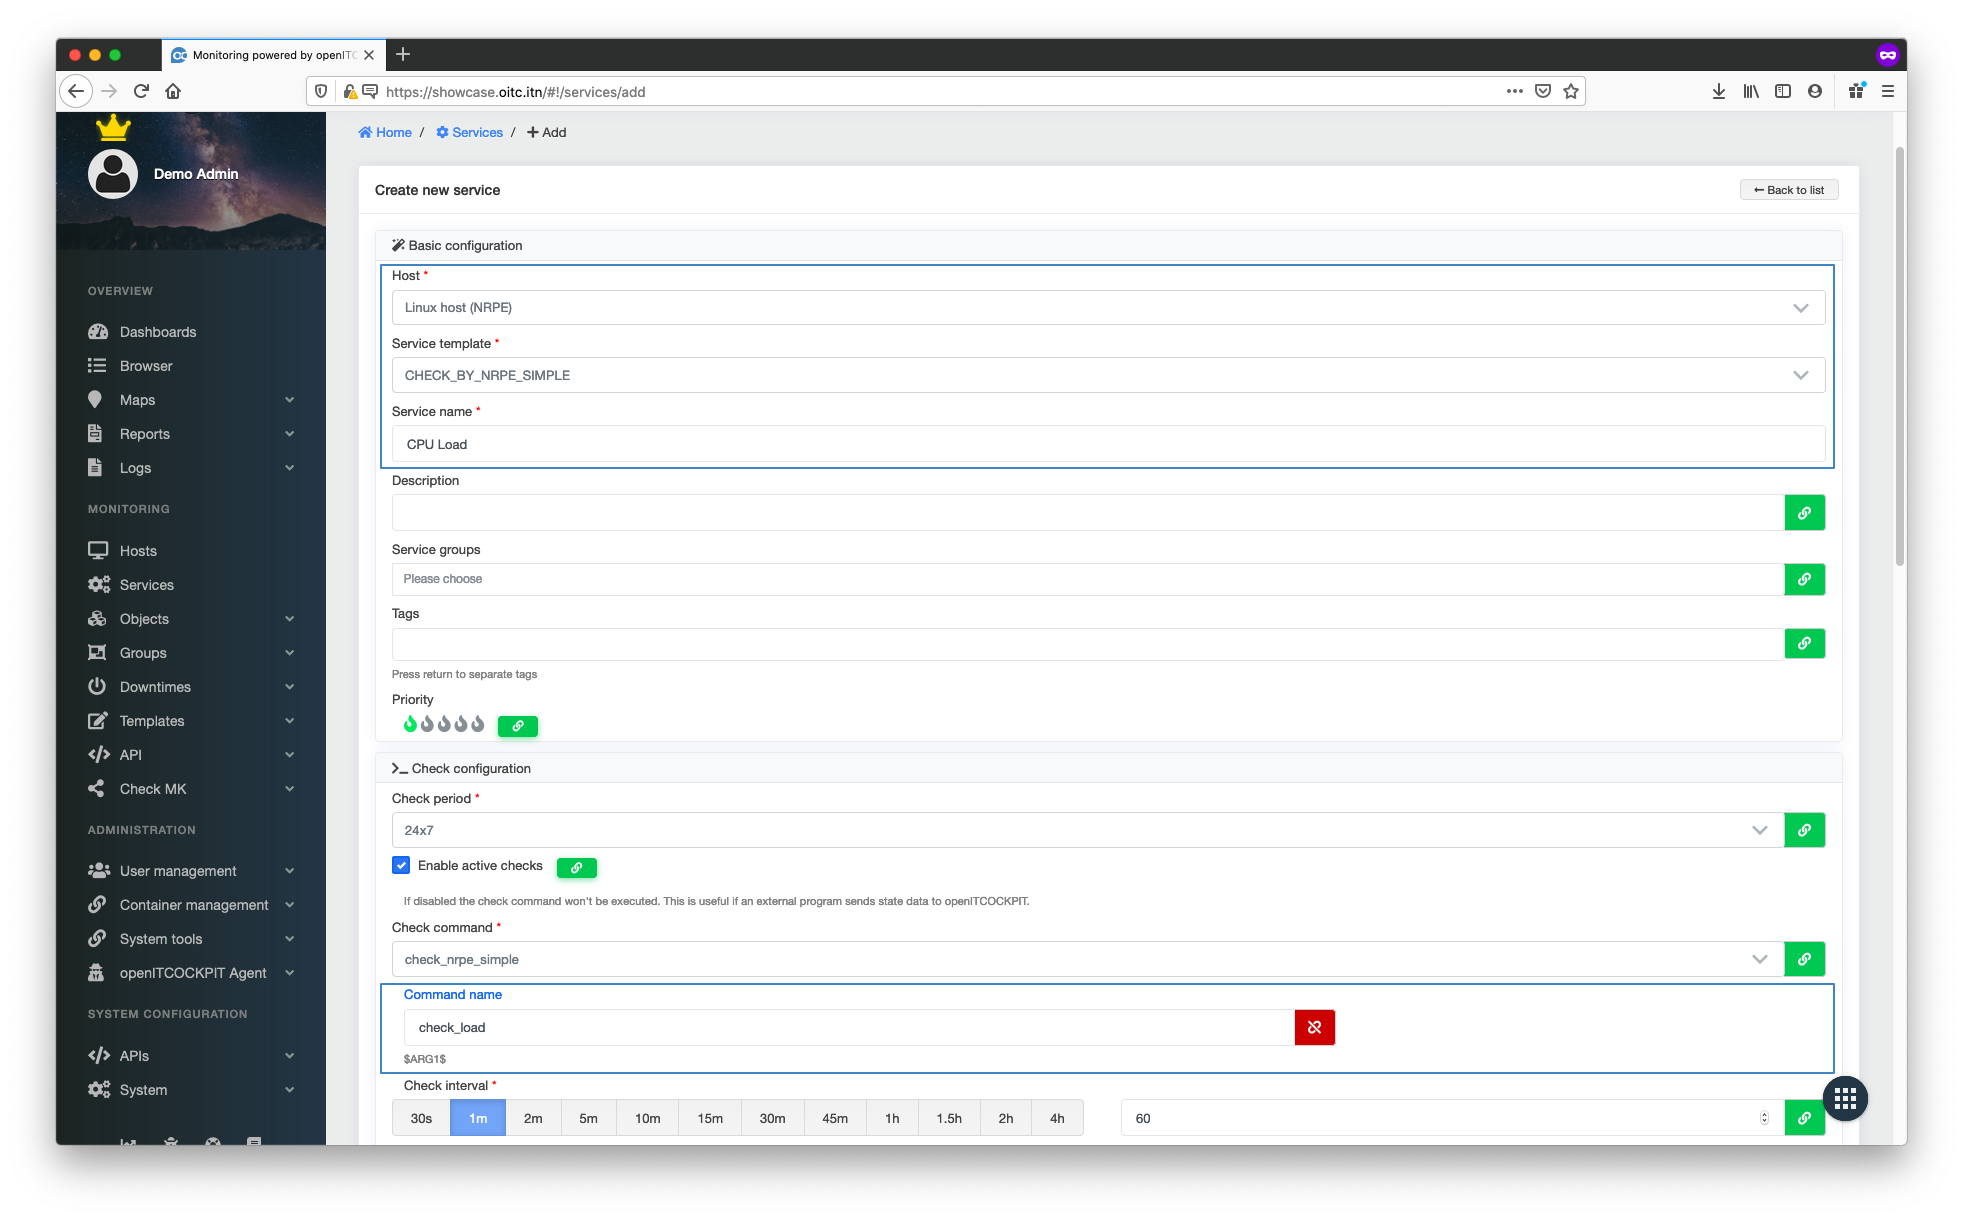 Monitoring powered by openITC
https://showcase.oitc.itn/#!/services/add
Demo Admin
OVERVIEW
Dashboards
Browser
Maps
Reports
Logs
MONITORING
Hosts
Services
Objects
Groups
Downtimes
Templates
API
Check MK
ADMINISTRATION
User management
Container management
System tools
openITCOCKPIT Agent
SYSTEM CONFIGURATION
APIs
System
Home / Services / Add
Create new service
Back to list
Basic configuration
Host *
Linux host (NRPE)
Service template *
CHECK_BY_NRPE_SIMPLE
Service name *
CPU Load
Description
Service groups
Please choose
Tags
Press return to separate tags
Priority
Check configuration
Check period *
24x7
Enable active checks
If disabled the check command won't be executed. This is useful if an external program sends state data to openITCOCKPIT.
Check command *
check_nrpe_simple
Command name
check_load
$ARG1$
Check interval *
30s 1m 2m 5m 10m 15m 30m 45m 1h 1.5h 2h 4h 60